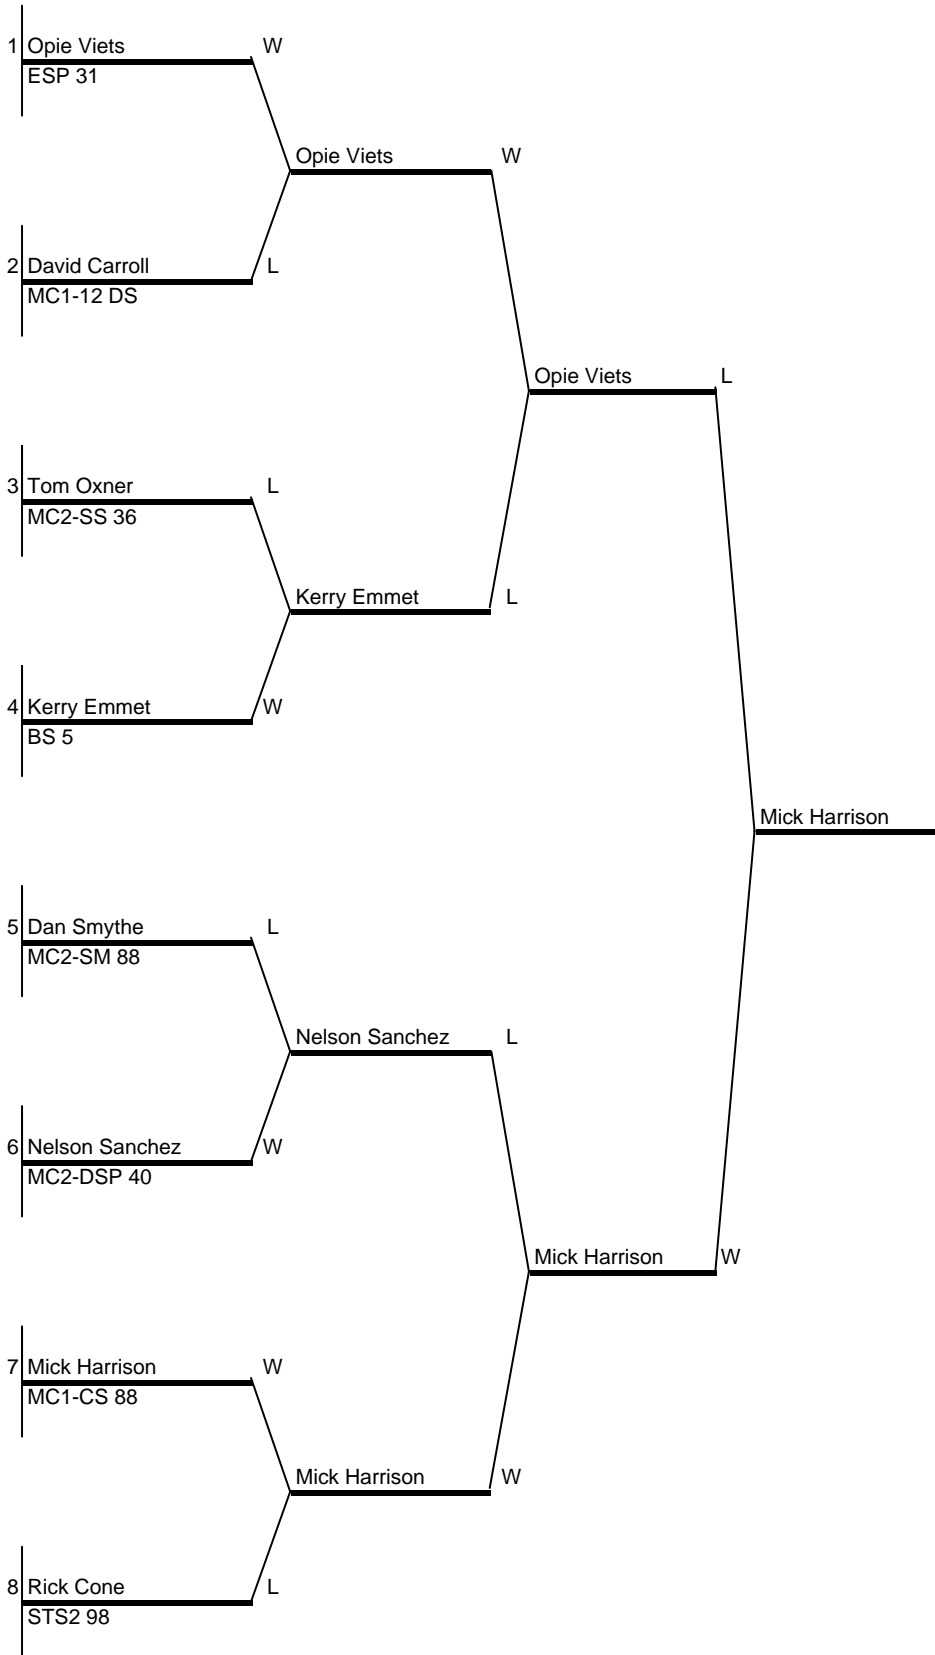 1 Opie Viets W
ESP 31
Opie Viets W
2 David Carroll L
MC1-12 DS
Opie Viets L
3 Tom Oxner L
MC2-SS 36
Kerry Emmet L
4 Kerry Emmet W
BS 5
Mick Harrison
5 Dan Smythe L
MC2-SM 88
Nelson Sanchez L
6 Nelson Sanchez W
MC2-DSP 40
Mick Harrison W
7 Mick Harrison W
MC1-CS 88
Mick Harrison W
8 Rick Cone L
STS2 98